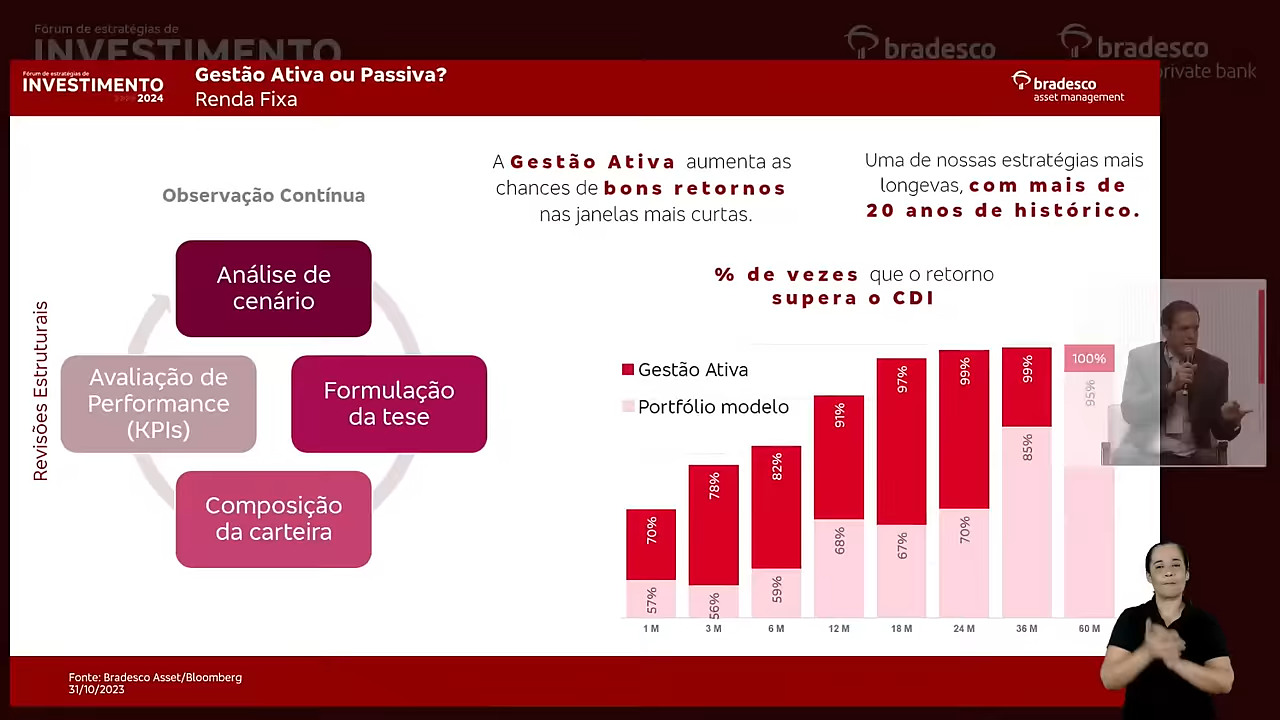 Fórum de estratégias de
INVESTIMENTO
bradesco
bradesco
private bank
Fórum de estratégias de
INVESTIMENTO
2024
Gestão Ativa ou Passiva?
Renda Fixa
bradesco
asset management
Observação Contínua
Revisões Estruturais
Análise de
cenário
Avaliação de
Performance
(KPIs)
Formulação
da tese
Composição
da carteira
A Gestão Ativa aumenta as
chances de bons retornos
nas janelas mais curtas.
Uma de nossas estratégias mais
longevas, com mais de
20 anos de histórico.
% de vezes que o retorno
supera o CDI
Gestão Ativa
Portfólio modelo
70%
78%
82%
91%
97%
99%
99%
100%
57%
56%
59%
68%
67%
70%
85%
95%
1 M
3 M
6 M
12 M
18 M
24 M
36 M
60 M
Fonte: Bradesco Asset/Bloomberg
31/10/2023